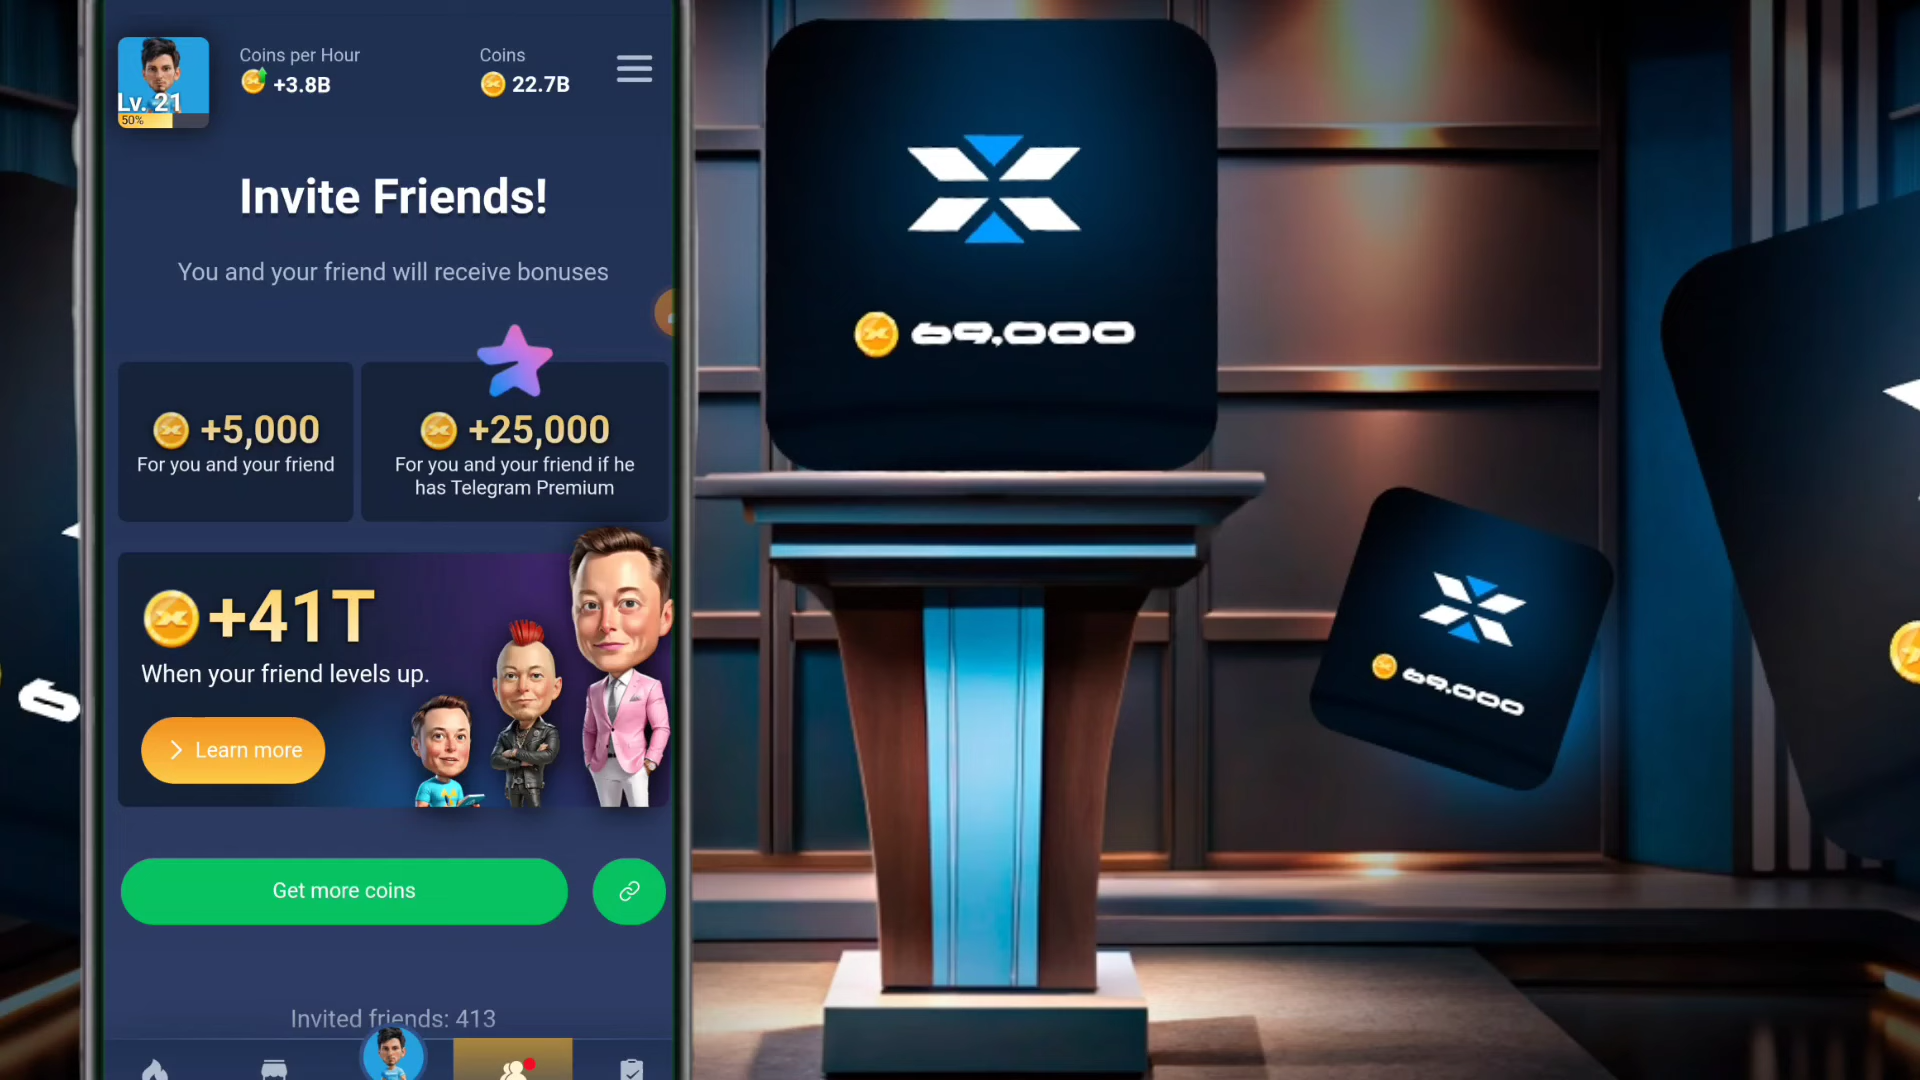 Coins per Hour
+3.8B
Coins
22.7B
Lv. 21
50%
Invite Friends!
You and your friend will receive bonuses
+5,000
For you and your friend
+25,000
For you and your friend if he
has Telegram Premium
+41T
When your friend levels up.
Learn more
Get more coins
Invited friends: 413
69,000
69,000
6